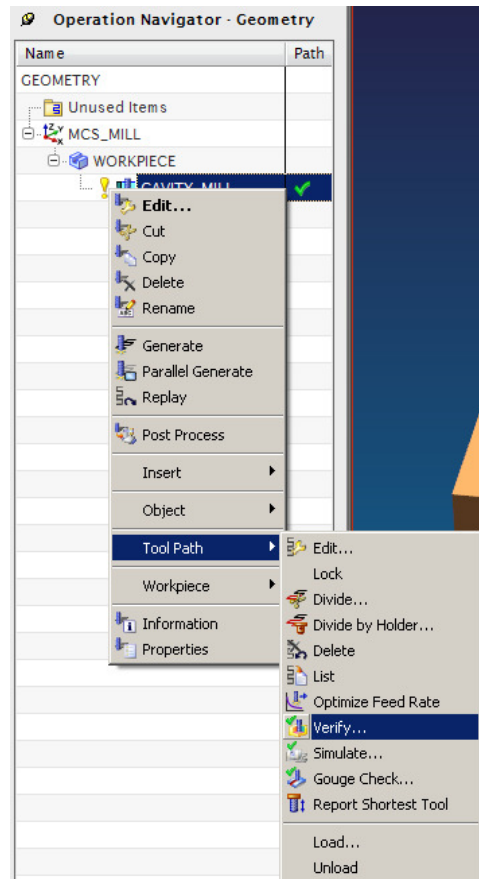 Operation Navigator - Geometry
Name Path
GEOMETRY
Unused Items
MCS_MILL
WORKPIECE
CAVITY_MILL
Edit...
Cut
Copy
Delete
Rename
Generate
Parallel Generate
Replay
Post Process
Insert
Object
Tool Path
Workpiece
Information
Properties
Edit...
Lock
Divide...
Divide by Holder...
Delete
List
Optimize Feed Rate
Verify...
Simulate...
Gouge Check...
Report Shortest Tool
Load...
Unload